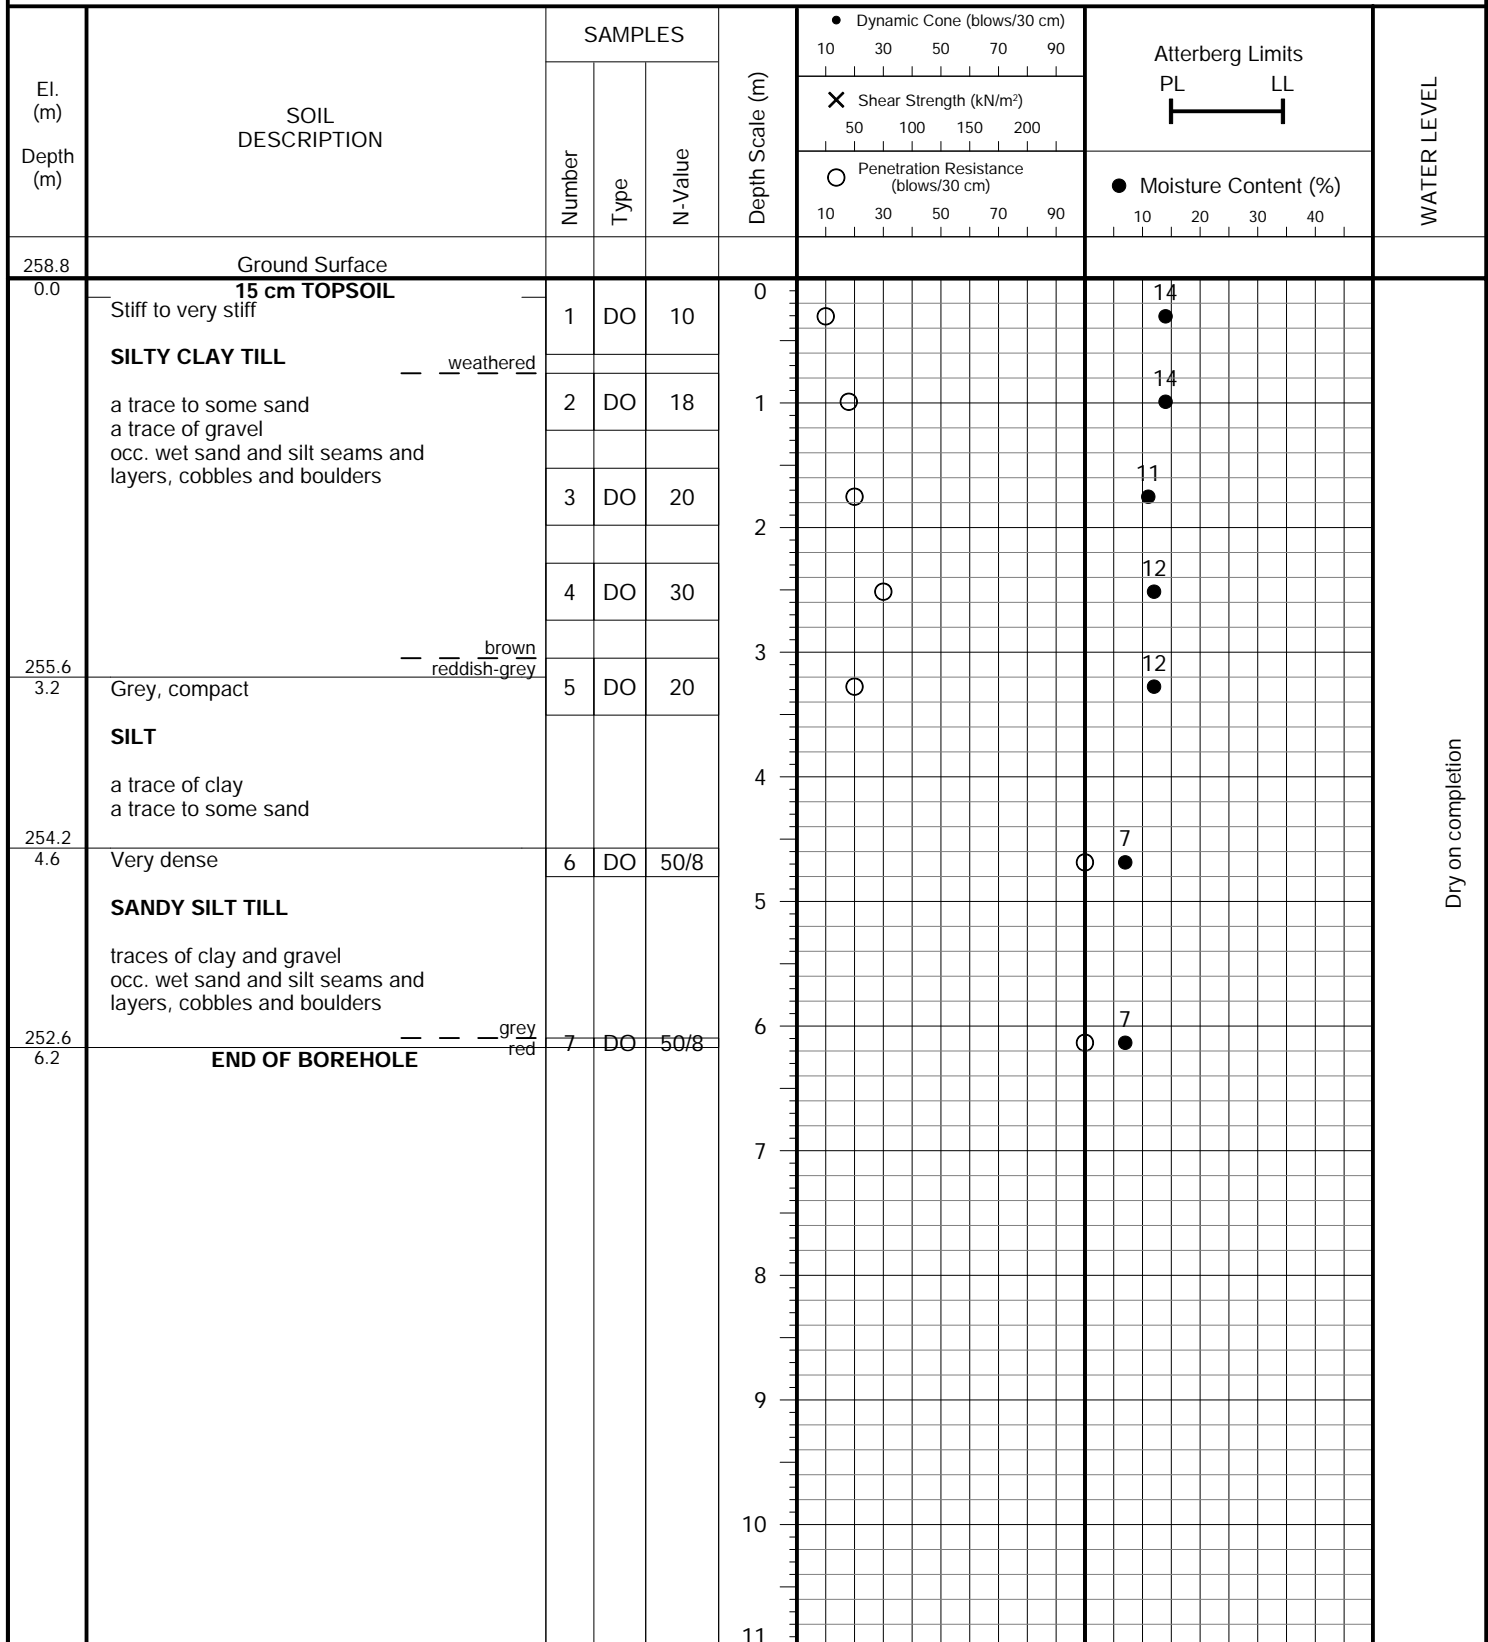 El.
(m)
Depth
(m)
SOIL
DESCRIPTION
SAMPLES
Number
Type
N-Value
Depth Scale (m)
● Dynamic Cone (blows/30 cm)
10 30 50 70 90
✕ Shear Strength (kN/m²)
50 100 150 200
○ Penetration Resistance
(blows/30 cm)
10 30 50 70 90
Atterberg Limits
PL LL
● Moisture Content (%)
10 20 30 40
WATER LEVEL
258.8 Ground Surface
0.0 15 cm TOPSOIL 0
14
Stiff to very stiff
1 DO 10
SILTY CLAY TILL
weathered
14
a trace to some sand
2 DO 18 1
a trace of gravel
occ. wet sand and silt seams and
layers, cobbles and boulders
11
3 DO 20
2
12
4 DO 30
brown
3
255.6 reddish-grey
12
3.2 Grey, compact
5 DO 20
SILT
4
a trace of clay
a trace to some sand
254.2
7
4.6 Very dense
6 DO 50/8
5
SANDY SILT TILL
traces of clay and gravel
occ. wet sand and silt seams and
layers, cobbles and boulders
7
6
252.6 grey
7 DO 50/8
red
6.2 END OF BOREHOLE
Dry on completion
7
8
9
10
11